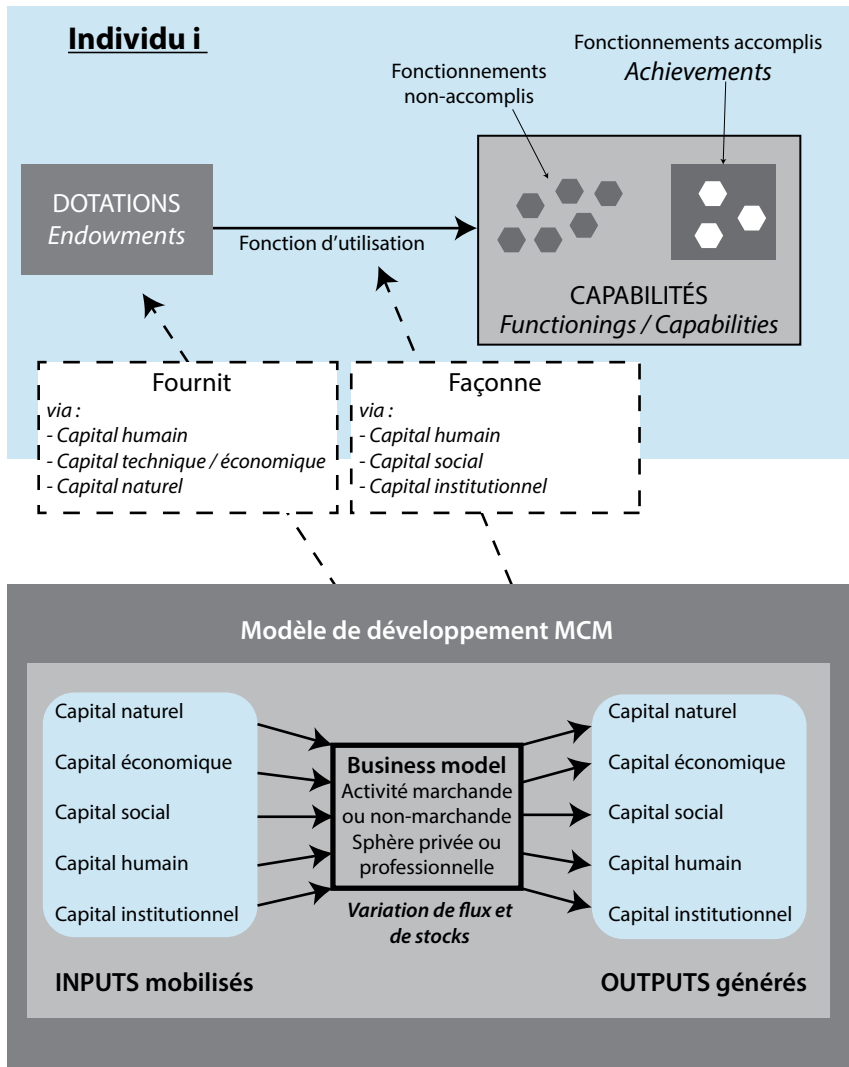 Individu i
Fonctionnements accomplis
Achievements
Fonctionnements
non-accomplis
DOTATIONS
Endowments
Fonction d'utilisation
CAPABILITÉS
Functionings / Capabilities
Fournit
via :
- Capital humain
- Capital technique / économique
- Capital naturel
Façonne
via :
- Capital humain
- Capital social
- Capital institutionnel
Modèle de développement MCM
Capital naturel
Capital économique
Capital social
Capital humain
Capital institutionnel
INPUTS mobilisés
Business model
Activité marchande
ou non-marchande
Sphère privée ou
professionnelle
Variation de flux et
de stocks
Capital naturel
Capital économique
Capital social
Capital humain
Capital institutionnel
OUTPUTS générés